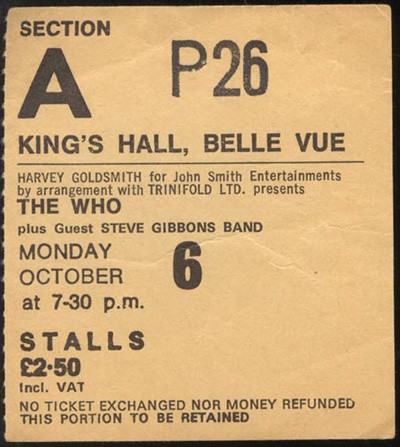 SECTION
A P26
KING'S HALL, BELLE VUE
HARVEY GOLDSMITH for John Smith Entertainments
by arrangement with TRINIFOLD LTD. presents
THE WHO
plus Guest STEVE GIBBONS BAND
MONDAY 6
OCTOBER
at 7-30 p.m.
STALLS
£2·50
Incl. VAT
NO TICKET EXCHANGED NOR MONEY REFUNDED
THIS PORTION TO BE RETAINED